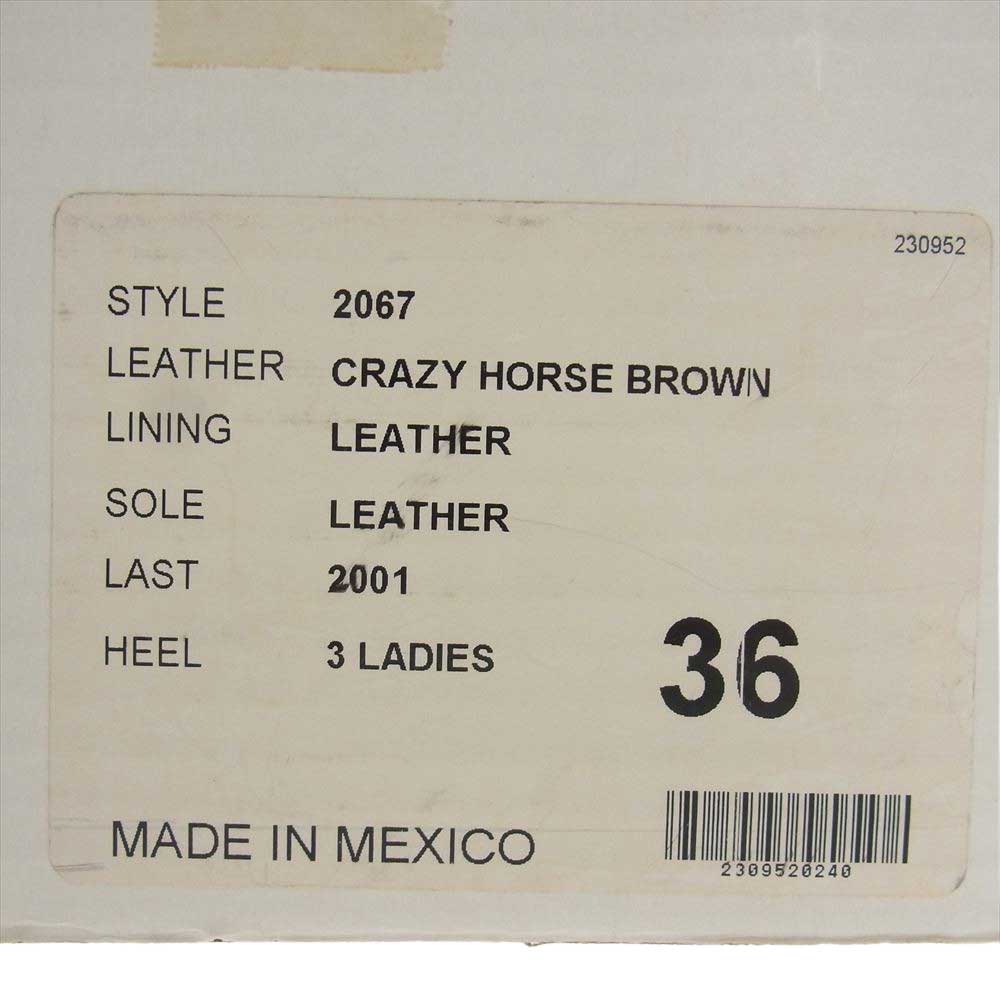 230952
STYLE 2067
LEATHER CRAZY HORSE BROWN
LINING LEATHER
SOLE LEATHER
LAST 2001
HEEL 3 LADIES
36
MADE IN MEXICO
2309520240